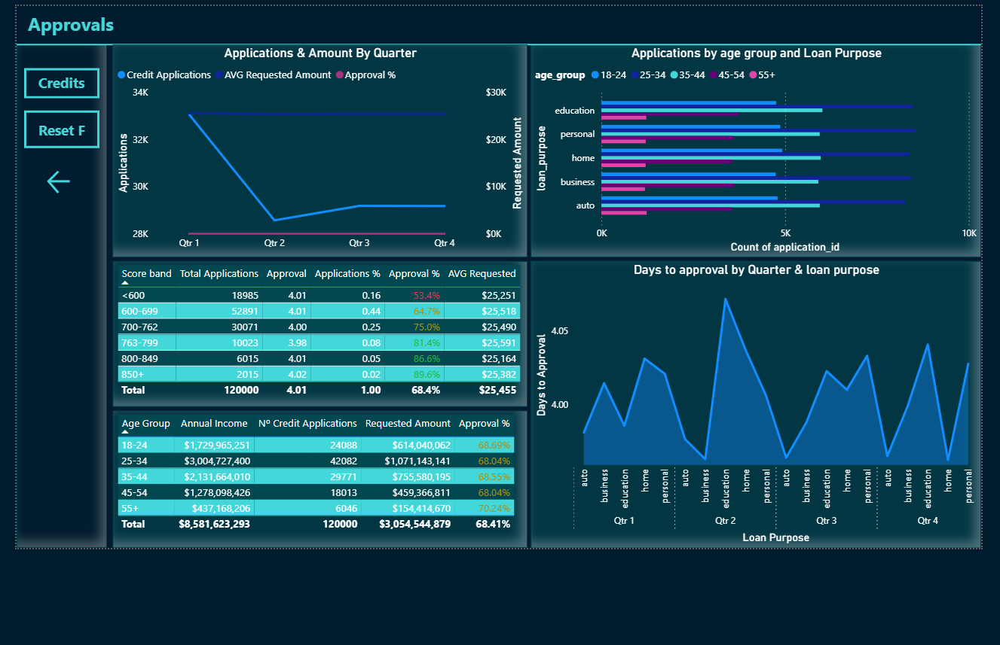 Approvals
Credits
Reset F
Applications & Amount By Quarter
Credit Applications AVG Requested Amount Approval %
34K
32K
30K
28K
Applications
$30K
$20K
$10K
$0K
Requested Amount
Qtr 1 Qtr 2 Qtr 3 Qtr 4
Applications by age group and Loan Purpose
age_group 18-24 25-34 35-44 45-54 55+
loan_purpose
education
personal
home
business
auto
0K 5K 10K
Count of application_id
Score band Total Applications Approval Applications % Approval % AVG Requested
<600 18985 4.01 0.16 53.4% $25,251
600-699 52891 4.01 0.44 64.7% $25,518
700-762 30071 4.00 0.25 75.0% $25,490
763-799 10023 3.98 0.08 81.4% $25,591
800-849 6015 4.01 0.05 86.6% $25,164
850+ 2015 4.02 0.02 89.6% $25,382
Total 120000 4.01 1.00 68.4% $25,455
Age Group Annual Income Nº Credit Applications Requested Amount Approval %
18-24 $1,729,965,251 24088 $614,040,062 68.69%
25-34 $3,004,727,400 42082 $1,071,143,141 68.04%
35-44 $2,131,664,010 29771 $755,580,195 68.55%
45-54 $1,278,098,426 18013 $459,366,811 68.04%
55+ $437,168,206 6046 $154,414,670 70.24%
Total $8,581,623,293 120000 $3,054,544,879 68.41%
Days to approval by Quarter & loan purpose
Days to Approval
4.05
4.00
auto business education home personal auto business education home personal auto business education home personal auto business education home personal
Qtr 1 Qtr 2 Qtr 3 Qtr 4
Loan Purpose